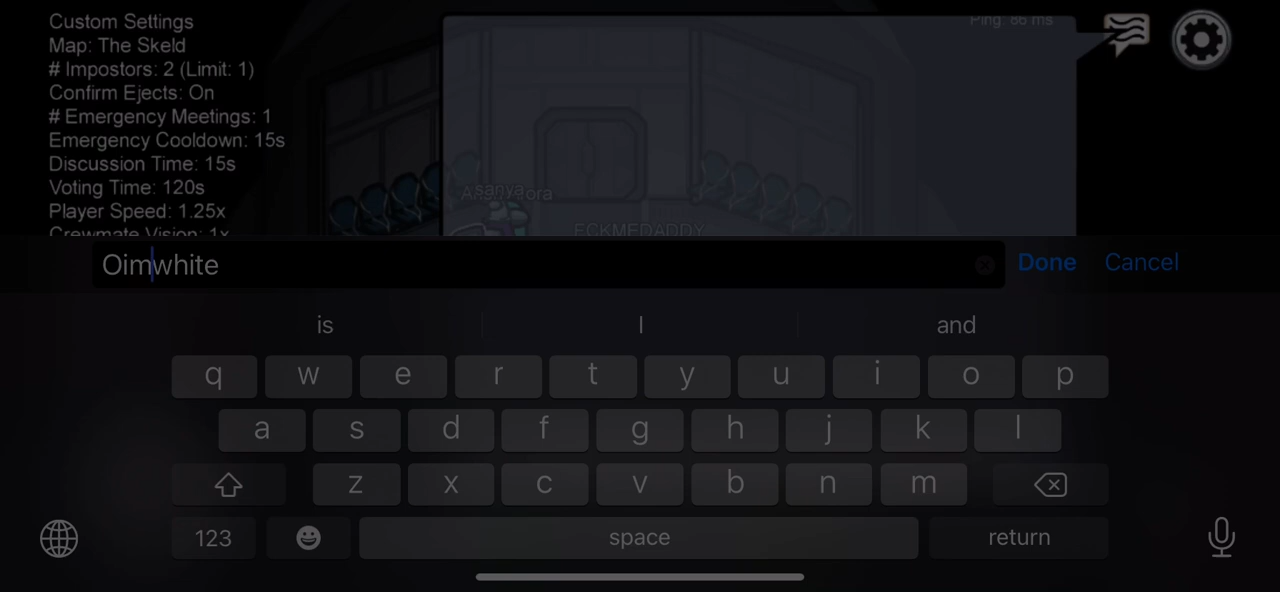 Custom Settings
Map: The Skeld
# Impostors: 2 (Limit: 1)
Confirm Ejects: On
# Emergency Meetings: 1
Emergency Cooldown: 15s
Discussion Time: 15s
Voting Time: 120s
Player Speed: 1.25x
Crewmate Vision: 1x
Ping: 86 ms
sanya
ECKMEDADDY
Oimwhite
Done
Cancel
is
I
and
q w e r t y u i o p
a s d f g h j k l
z x c v b n m
123
space
return